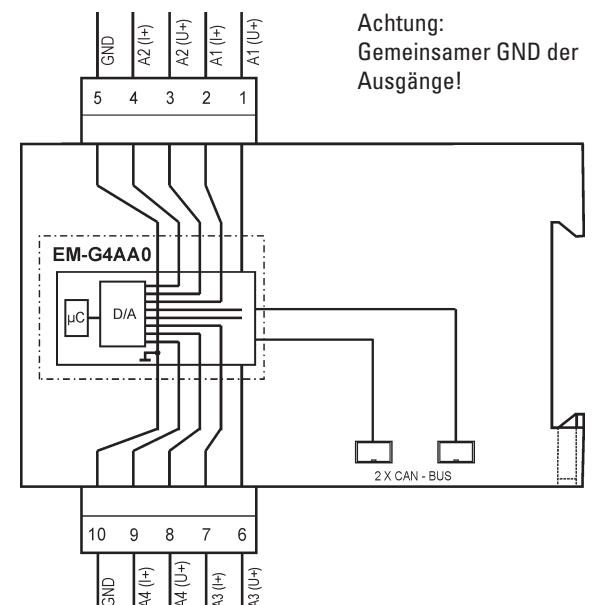 Achtung:
Gemeinsamer GND der
Ausgänge!
GND
A2 (I+)
A2 (U+)
A1 (I+)
A1 (U+)
5 4 3 2 1
EM-G4AA0
µC
D/A
2 X CAN - BUS
10 9 8 7 6
GND
A4 (I+)
A4 (U+)
A3 (I+)
A3 (U+)